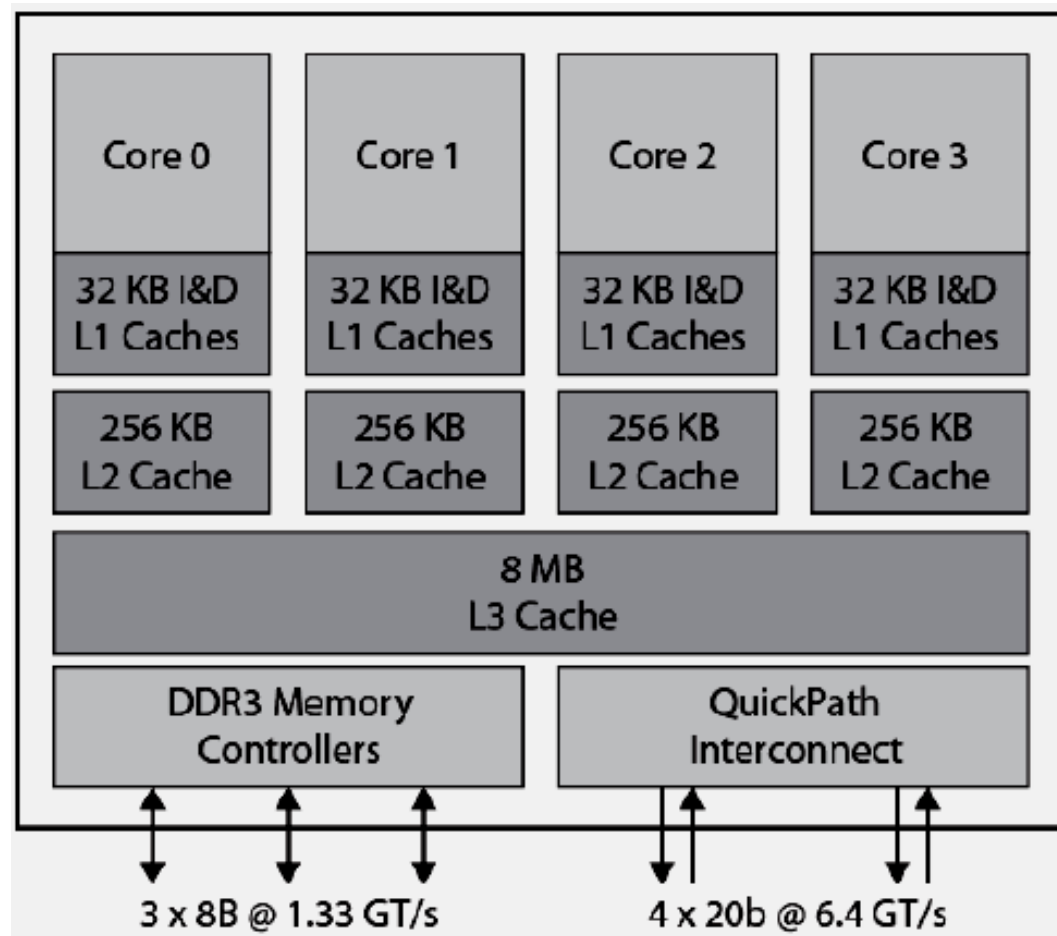 Core 0
Core 1
Core 2
Core 3
32 KB I&D
L1 Caches
32 KB I&D
L1 Caches
32 KB I&D
L1 Caches
32 KB I&D
L1 Caches
256 KB
L2 Cache
256 KB
L2 Cache
256 KB
L2 Cache
256 KB
L2 Cache
8 MB
L3 Cache
DDR3 Memory
Controllers
QuickPath
Interconnect
3 x 8B @ 1.33 GT/s
4 x 20b @ 6.4 GT/s